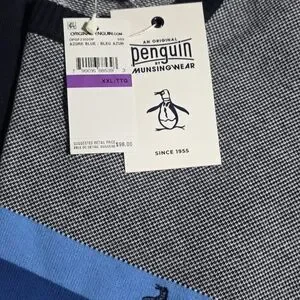 ORIGINALPENGUIN.COM
AZURE BLUE / BLEU AZUR
XXL/TTG
SUGGESTED RETAIL PRICE
$98.00
AN ORIGINAL
penguin
BY
MUNSINGWEAR
SINCE 1955